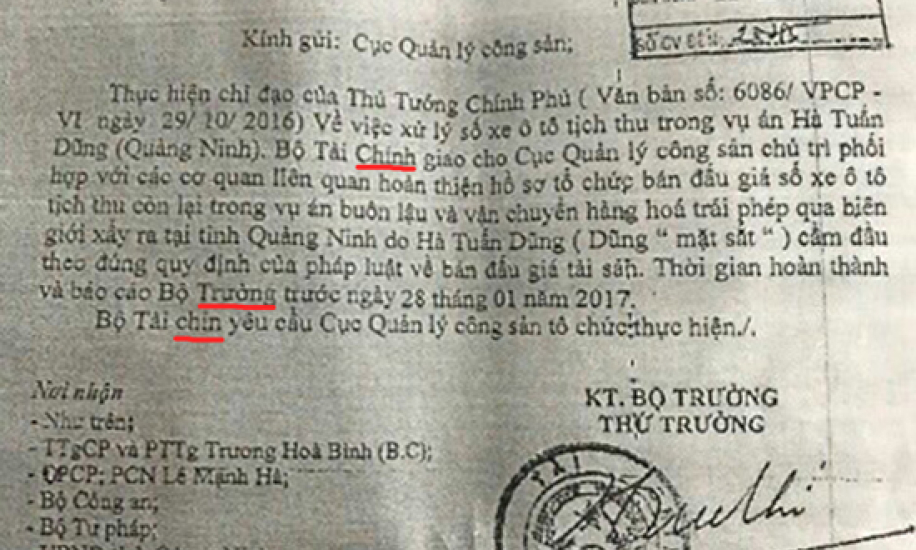 Kính gửi: Cục Quản lý công sản;
SỐ CV ĐẾN:
Thực hiện chỉ đạo của Thủ Tướng Chính Phủ ( Văn bản số: 6086/ VPCP -
VI ngày 29/ 10/ 2016) Về việc xử lý số xe ô tô tịch thu trong vụ án Hà Tuấn
Dũng (Quảng Ninh). Bộ Tài Chính giao cho Cục Quản lý công sản chủ trì phối
hợp với các cơ quan liên quan hoàn thiện hồ sơ tổ chức bán đấu giá số xe ô tô
tịch thu còn lại trong vụ án buôn lậu và vận chuyển hàng hoá trái phép qua biên
giới xảy ra tại tỉnh Quảng Ninh do Hà Tuấn Dũng ( Dũng “ mặt sắt “ ) cầm đầu
theo đúng quy định của pháp luật về bán đấu giá tài sản. Thời gian hoàn thành
và báo cáo Bộ Trưởng trước ngày 28 tháng 01 năm 2017.
Bộ Tài chín yêu cầu Cục Quản lý công sản tổ chức thực hiện./.
Nơi nhận
- Như trên;
- TTgCP và PTTg Trương Hoà Bình (B.C);
- VPCP; PCN Lê Mạnh Hà;
- Bộ Công an;
- Bộ Tư pháp;
KT. BỘ TRƯỞNG
THỨ TRƯỞNG
TÀI